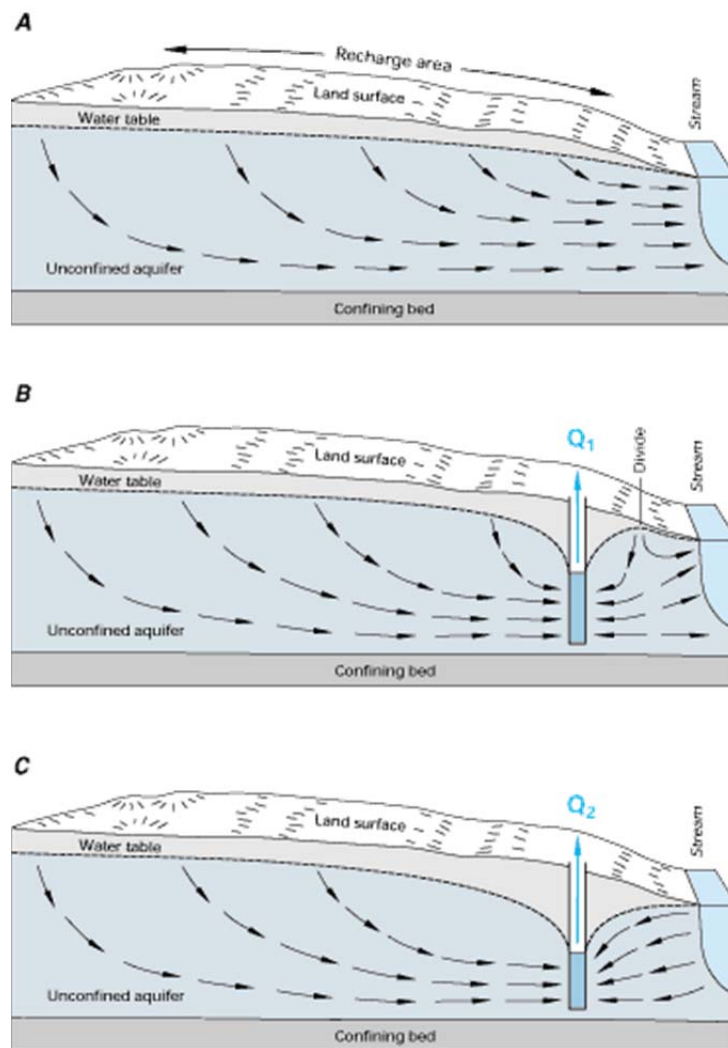 A
Recharge area
Land surface
Stream
Water table
Unconfined aquifer
Confining bed
B
Q₁
Divide
Stream
Land surface
Water table
Unconfined aquifer
Confining bed
C
Q₂
Stream
Land surface
Water table
Unconfined aquifer
Confining bed